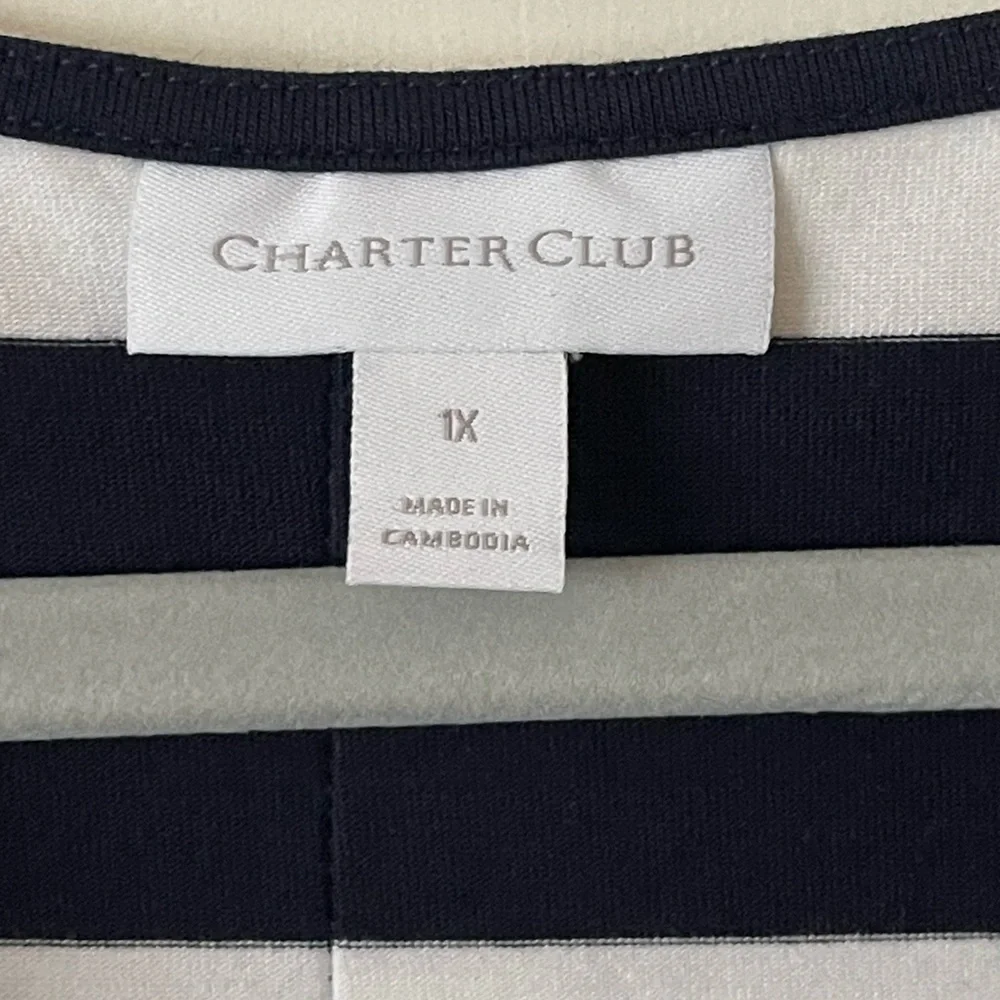 CHARTER CLUB
1X
MADE IN
CAMBODIA